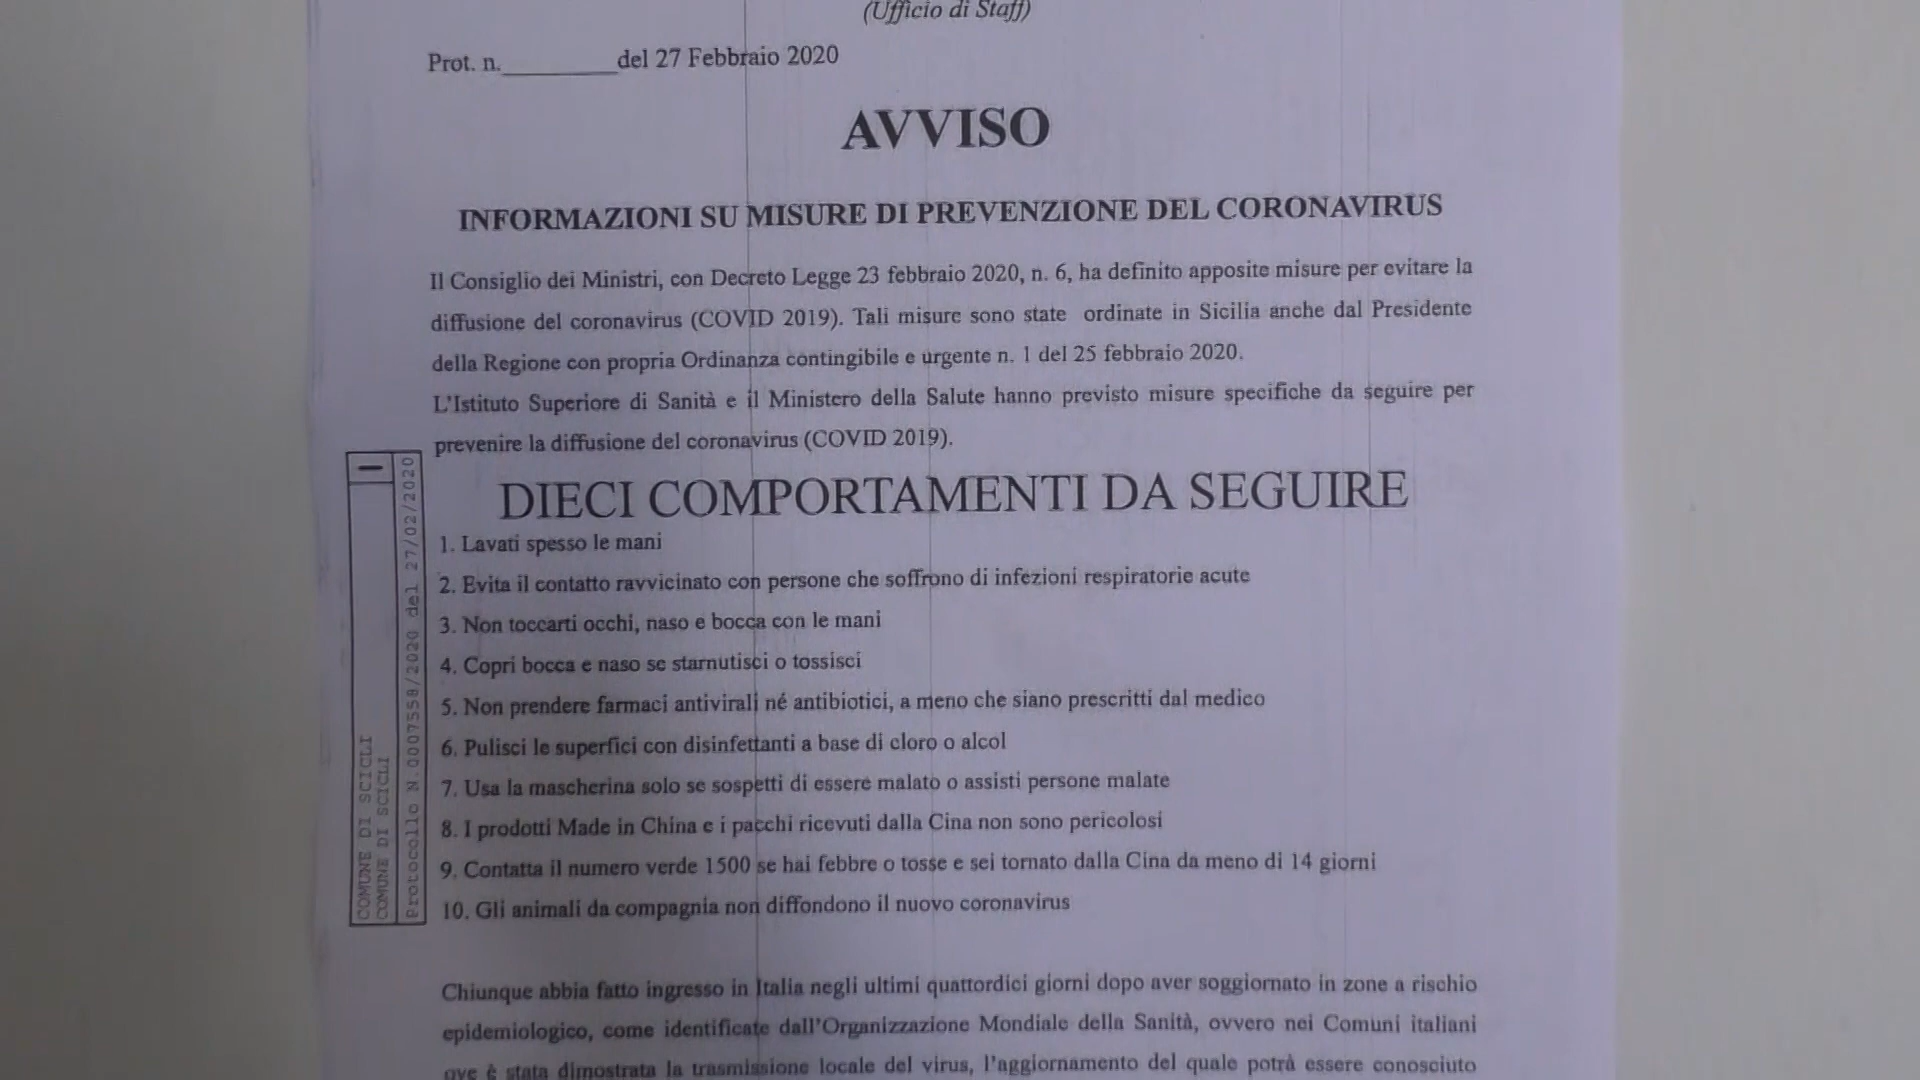 (Ufficio di Staff)
Prot. n.________del 27 Febbraio 2020
AVVISO
INFORMAZIONI SU MISURE DI PREVENZIONE DEL CORONAVIRUS
Il Consiglio dei Ministri, con Decreto Legge 23 febbraio 2020, n. 6, ha definito apposite misure per evitare la
diffusione del coronavirus (COVID 2019). Tali misure sono state ordinate in Sicilia anche dal Presidente
della Regione con propria Ordinanza contingibile e urgente n. 1 del 25 febbraio 2020.
L'Istituto Superiore di Sanità e il Ministero della Salute hanno previsto misure specifiche da seguire per
prevenire la diffusione del coronavirus (COVID 2019).
DIECI COMPORTAMENTI DA SEGUIRE
1. Lavati spesso le mani
2. Evita il contatto ravvicinato con persone che soffrono di infezioni respiratorie acute
3. Non toccarti occhi, naso e bocca con le mani
4. Copri bocca e naso se starnutisci o tossisci
5. Non prendere farmaci antivirali né antibiotici, a meno che siano prescritti dal medico
6. Pulisci le superfici con disinfettanti a base di cloro o alcol
7. Usa la mascherina solo se sospetti di essere malato o assisti persone malate
8. I prodotti Made in China e i pacchi ricevuti dalla Cina non sono pericolosi
9. Contatta il numero verde 1500 se hai febbre o tosse e sei tornato dalla Cina da meno di 14 giorni
10. Gli animali da compagnia non diffondono il nuovo coronavirus
Chiunque abbia fatto ingresso in Italia negli ultimi quattordici giorni dopo aver soggiornato in zone a rischio
epidemiologico, come identificate dall'Organizzazione Mondiale della Sanità, ovvero nei Comuni italiani
ove è stata dimostrata la trasmissione locale del virus, l'aggiornamento del quale potrà essere conosciuto
I
COMUNE DI SCICLI
COMUNE DI SCICLI
Protocollo N.0007558/2020 del 27/02/2020